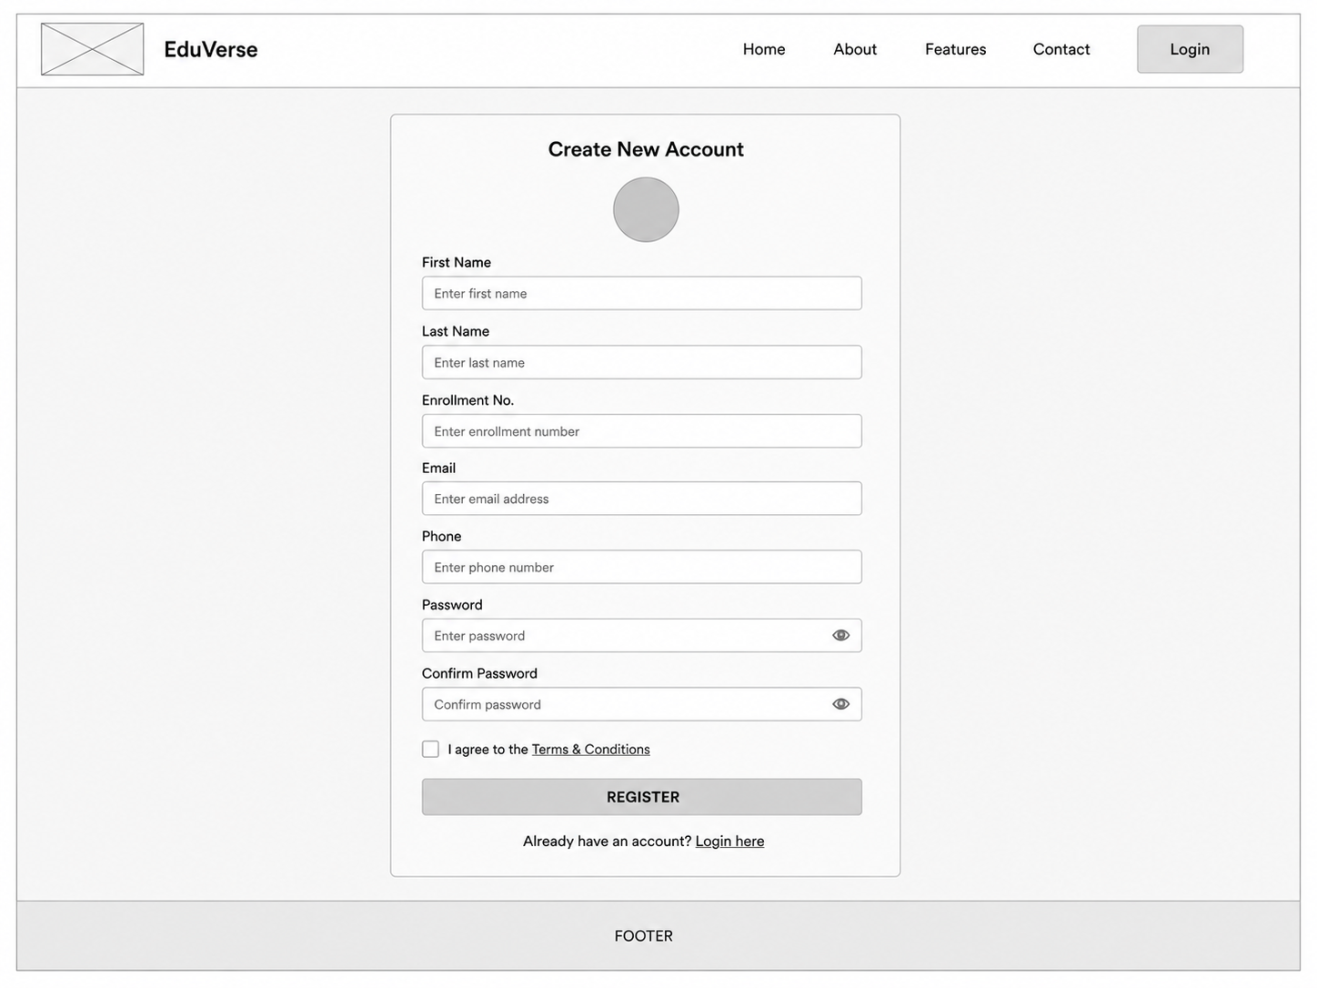 EduVerse
Home About Features Contact Login
Create New Account
First Name
Enter first name
Last Name
Enter last name
Enrollment No.
Enter enrollment number
Email
Enter email address
Phone
Enter phone number
Password
Enter password
Confirm Password
Confirm password
I agree to the Terms & Conditions
REGISTER
Already have an account? Login here
FOOTER